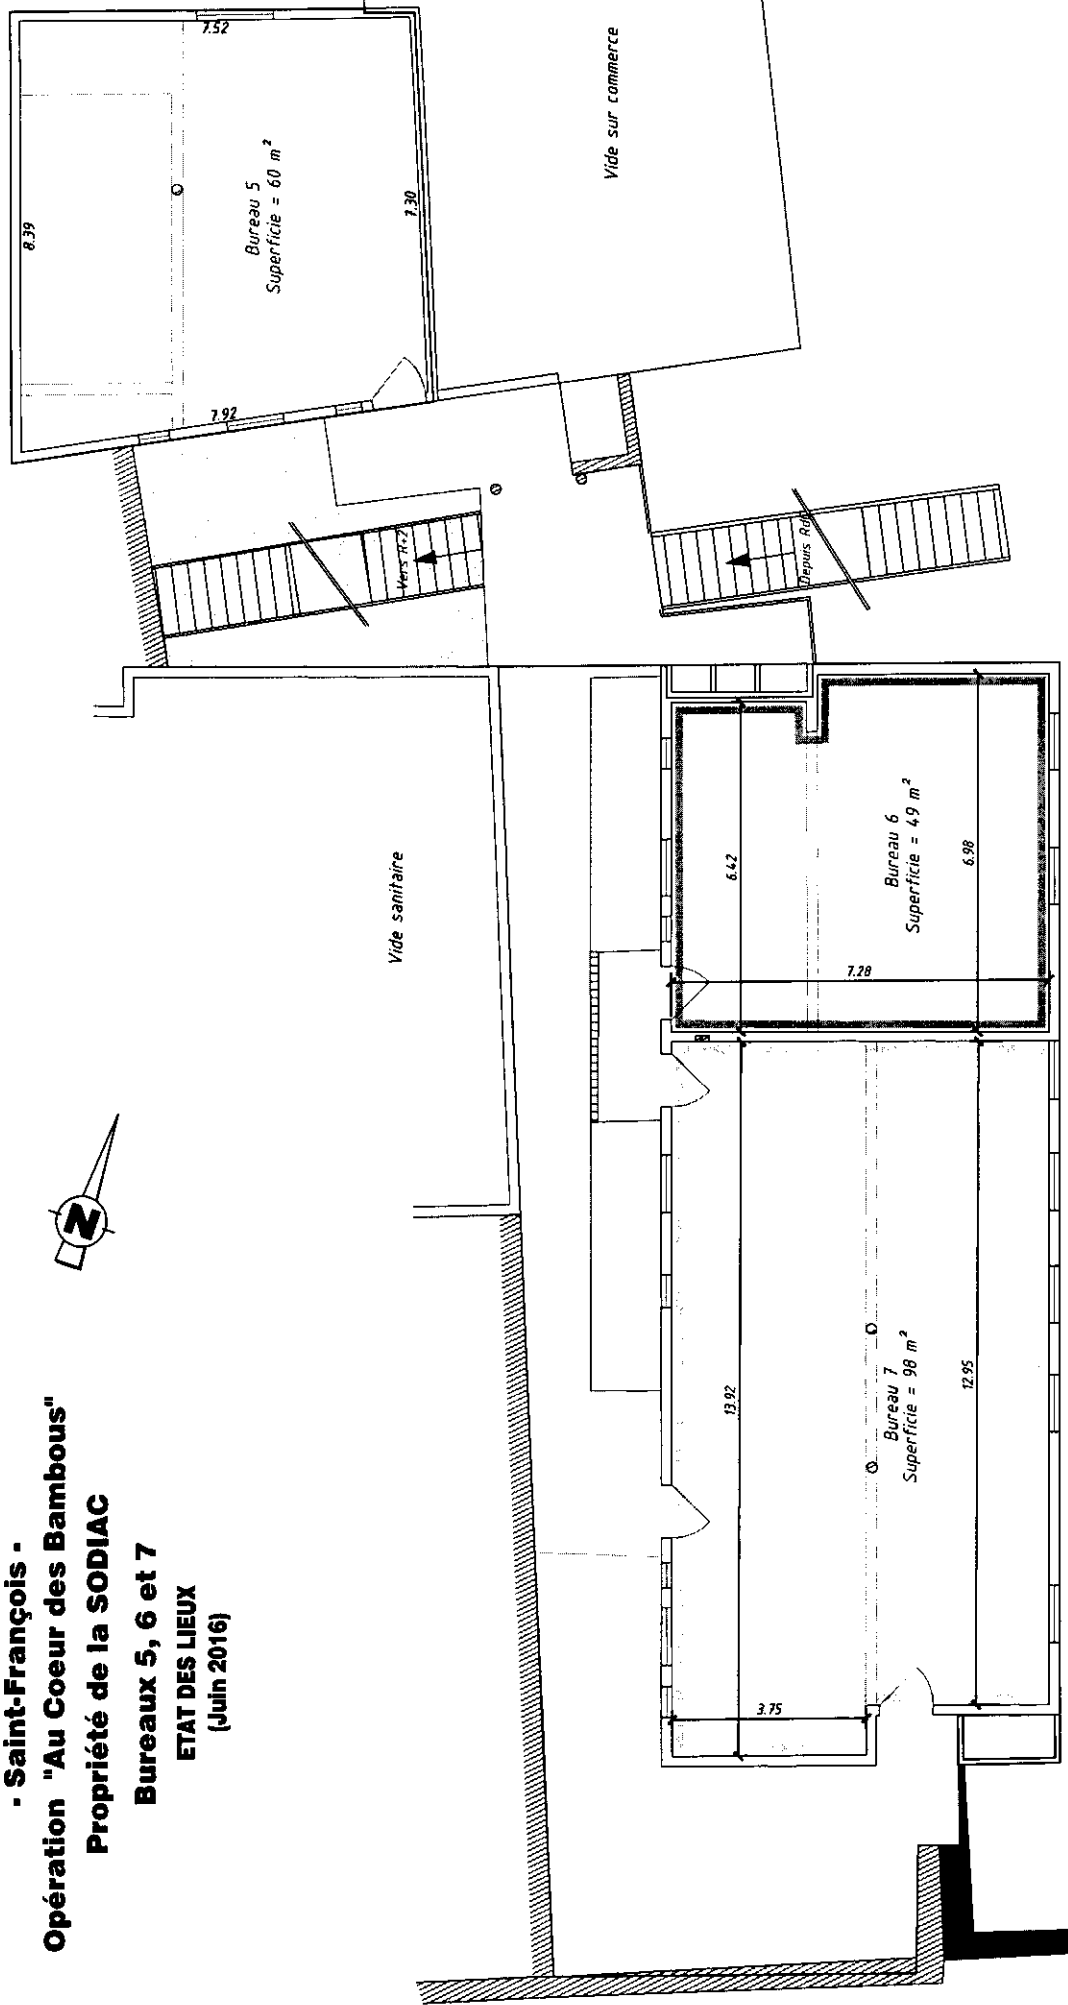 - Saint-François -
Opération "Au Coeur des Bambous"
Propriété de la SODIAC
Bureaux 5, 6 et 7
ETAT DES LIEUX
(Juin 2016)
N
Vide sanitaire
Vers R+2
Depuis Rd
Vide sur commerce
Bureau 5
Superficie = 60 m²
8.39
7.52
7.30
7.92
Bureau 6
Superficie = 49 m²
6.42
6.98
7.28
Bureau 7
Superficie = 98 m²
13.92
12.95
3.75